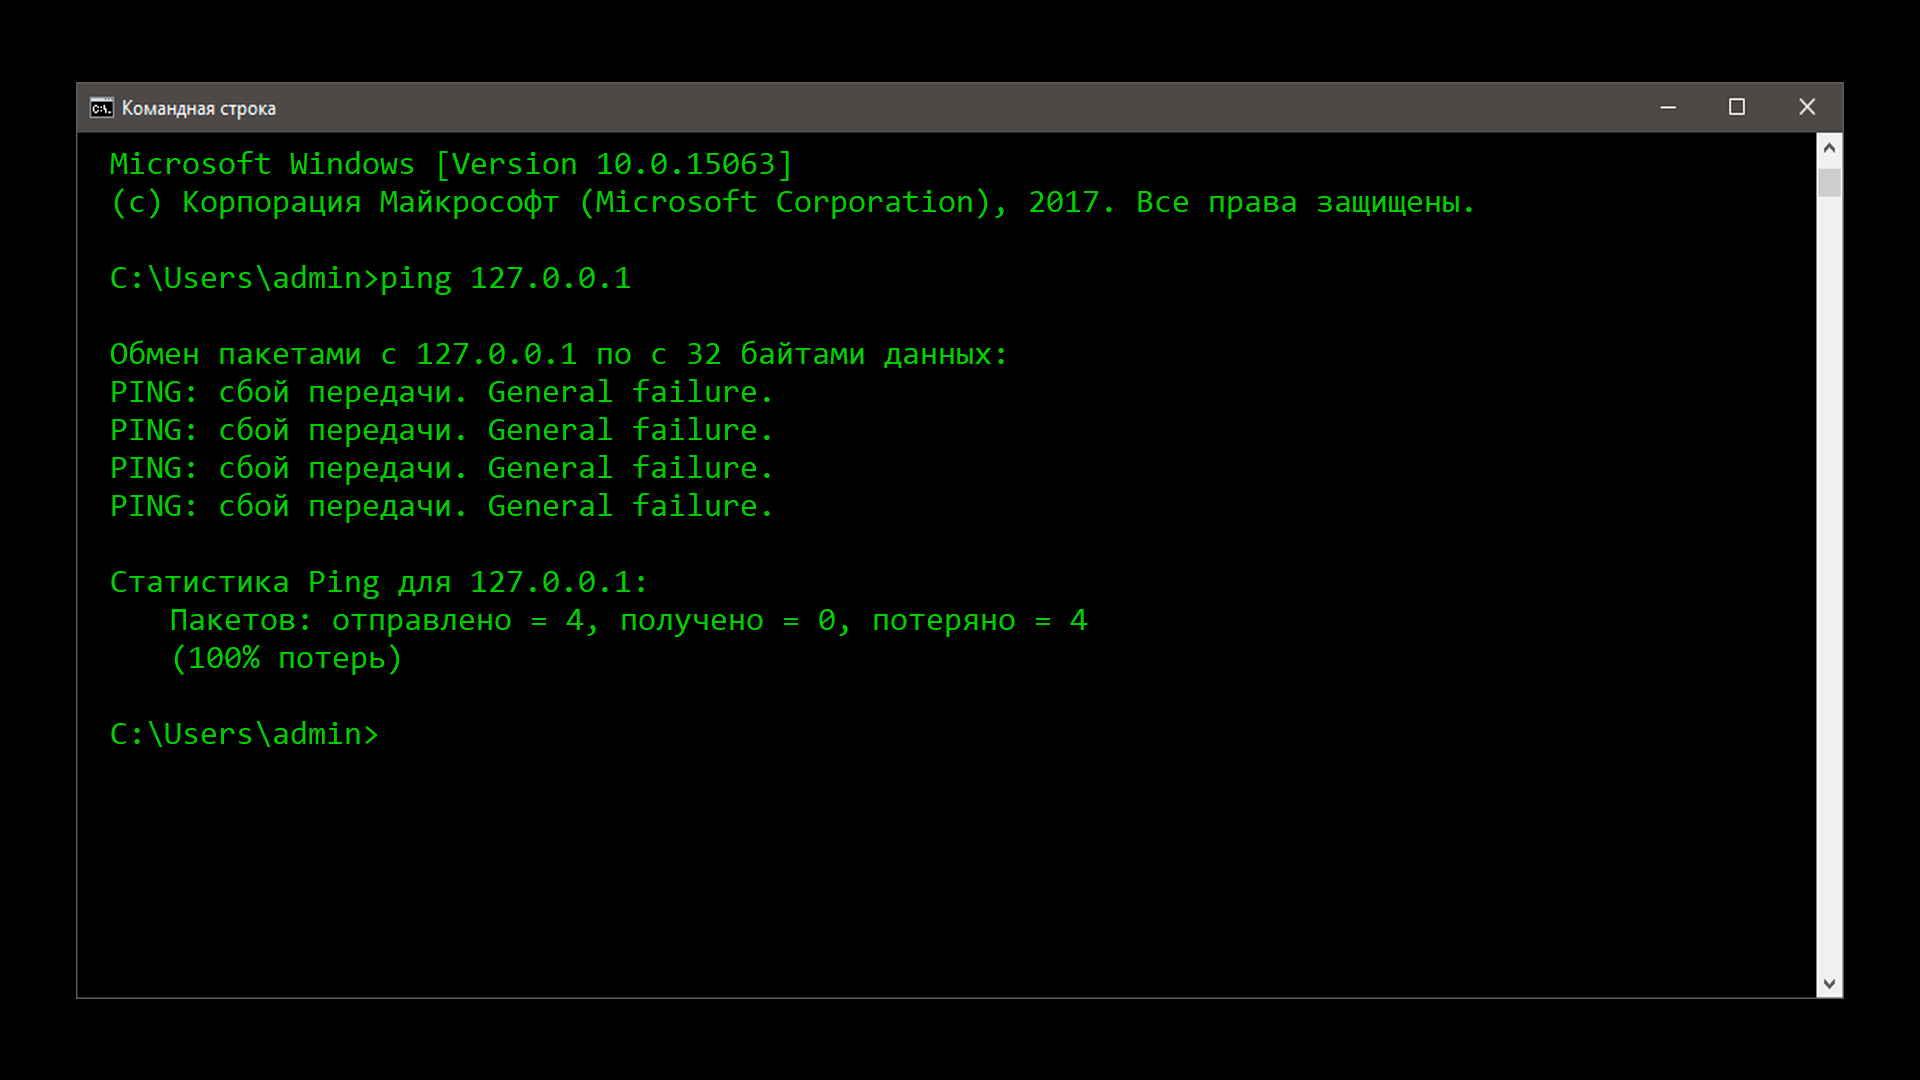 C:\.
Командная строка
Microsoft Windows [Version 10.0.15063]
(c) Корпорация Майкрософт (Microsoft Corporation), 2017. Все права защищены.
C:\Users\admin>ping 127.0.0.1
Обмен пакетами с 127.0.0.1 по с 32 байтами данных:
PING: сбой передачи. General failure.
PING: сбой передачи. General failure.
PING: сбой передачи. General failure.
PING: сбой передачи. General failure.
Статистика Ping для 127.0.0.1:
Пакетов: отправлено = 4, получено = 0, потеряно = 4
(100% потерь)
C:\Users\admin>